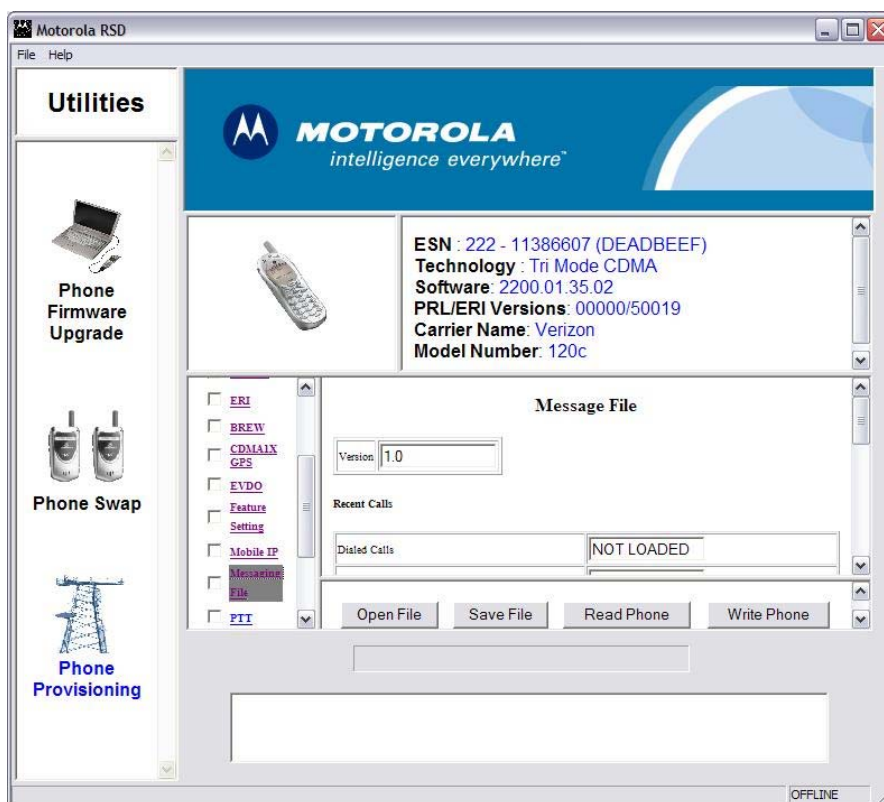 Motorola RSD
File Help
Utilities
MOTOROLA
intelligence everywhere™
Phone
Firmware
Upgrade
Phone Swap
Phone
Provisioning
ESN : 222 - 11386607 (DEADBEEF)
Technology : Tri Mode CDMA
Software: 2200.01.35.02
PRL/ERI Versions: 00000/50019
Carrier Name: Verizon
Model Number: 120c
ERI
BREW
CDMA1X
GPS
EVDO
Feature
Setting
Mobile IP
Messaging
File
PTT
Message File
Version 1.0
Recent Calls
Dialed Calls NOT LOADED
Open File Save File Read Phone Write Phone
OFFLINE